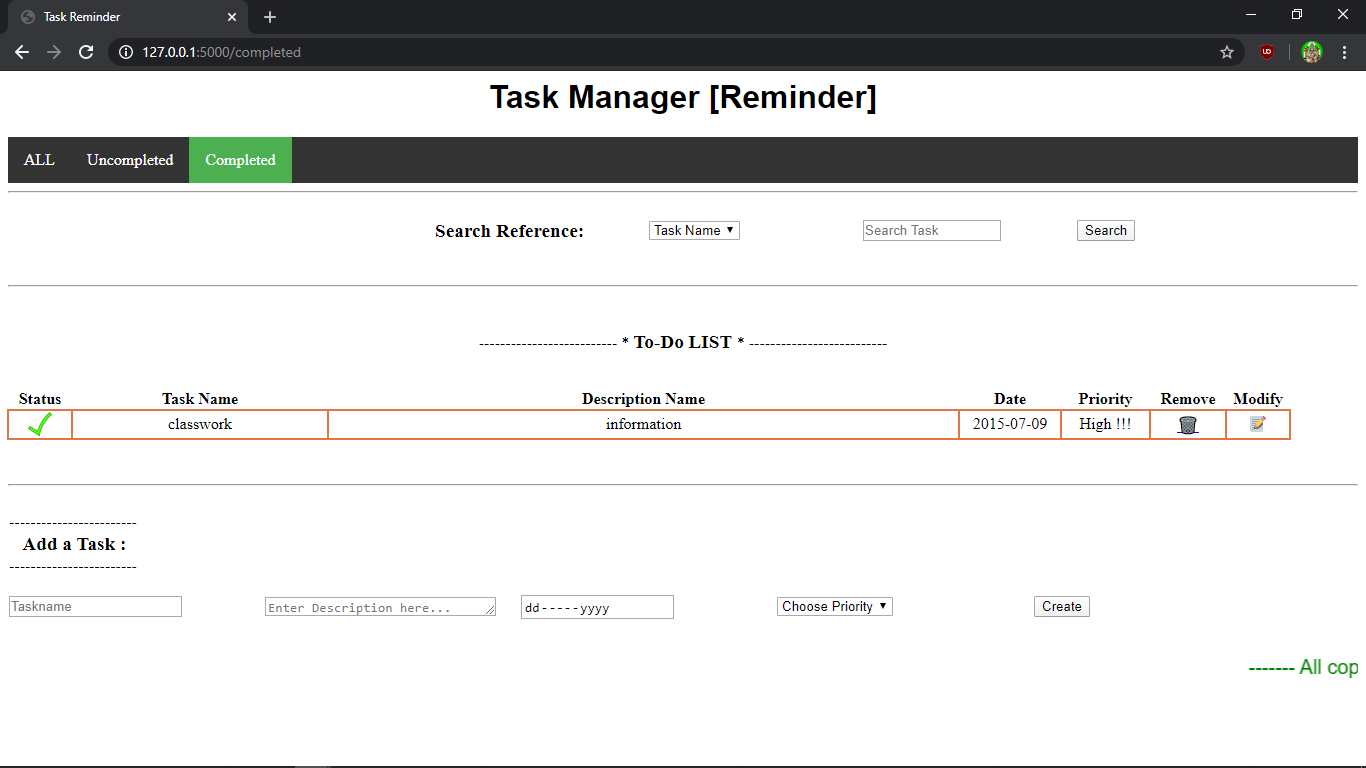 Task Reminder
127.0.0.1:5000/completed
Task Manager [Reminder]
ALL Uncompleted Completed
Search Reference: Task Name Search Task Search
-------------------------- * To-Do LIST * --------------------------
Status Task Name Description Name Date Priority Remove Modify
classwork information 2015-07-09 High !!!
------------------------
Add a Task :
------------------------
Taskname Enter Description here... dd-----yyyy Choose Priority Create
------- All cop